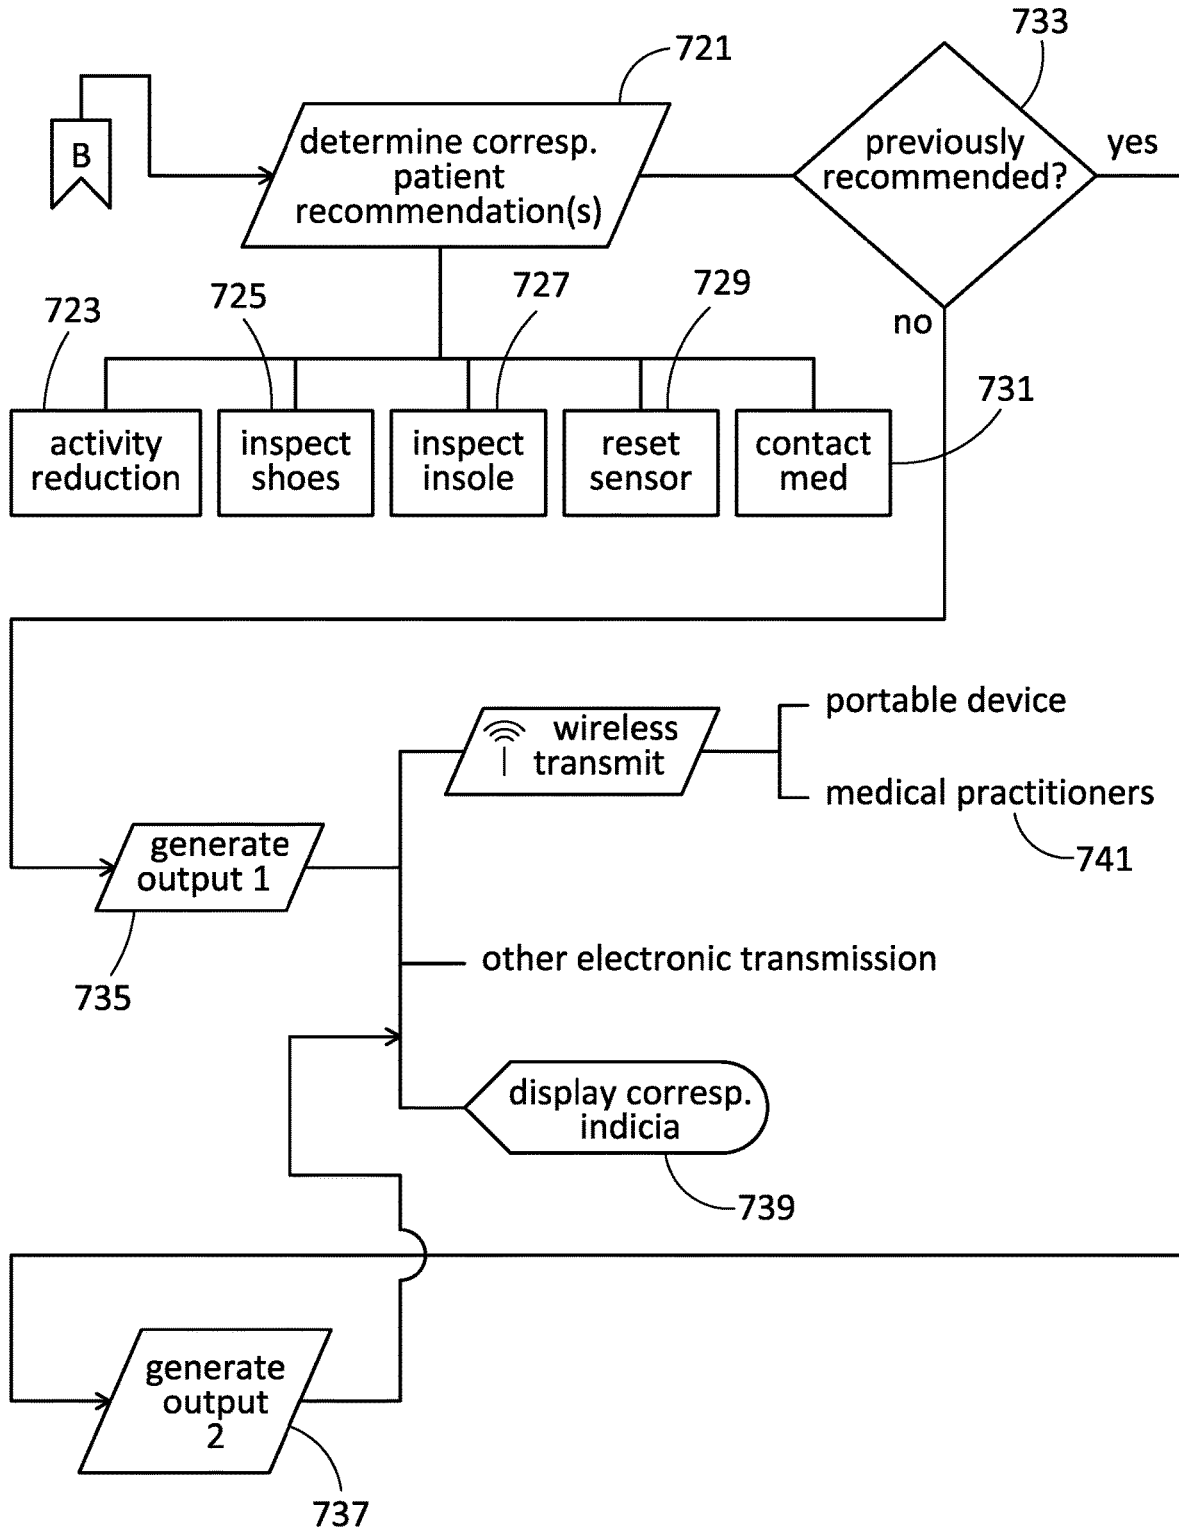 733
721
B
determine corresp.
patient
recommendation(s)
previously
recommended?
yes
no
723
725
727
729
731
activity
reduction
inspect
shoes
inspect
insole
reset
sensor
contact
med
wireless
transmit
portable device
medical practitioners
741
generate
output 1
735
other electronic transmission
display corresp.
indicia
739
generate
output
2
737